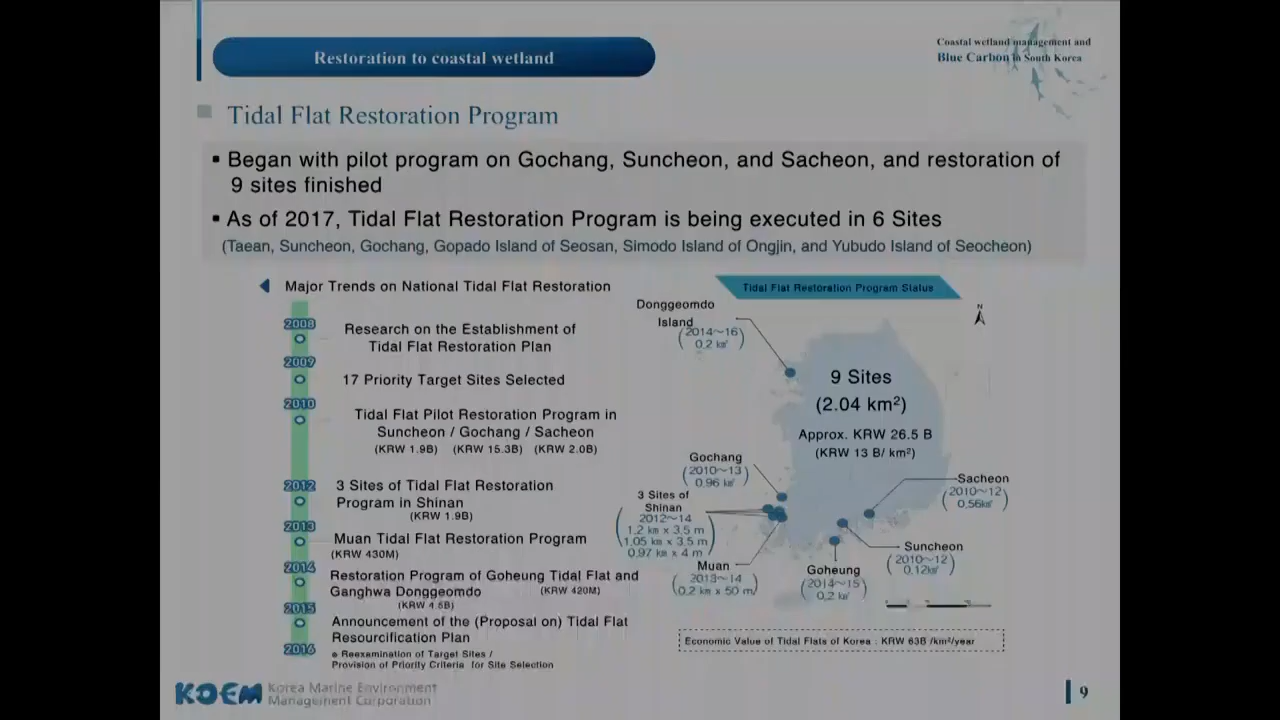 Restoration to coastal wetland
Coastal wetland management and
Blue Carbon in South Korea
Tidal Flat Restoration Program
▪ Began with pilot program on Gochang, Suncheon, and Sacheon, and restoration of
9 sites finished
▪ As of 2017, Tidal Flat Restoration Program is being executed in 6 Sites
(Taean, Suncheon, Gochang, Gopado Island of Seosan, Simodo Island of Ongjin, and Yubudo Island of Seocheon)
Major Trends on National Tidal Flat Restoration
2008
Research on the Establishment of
Tidal Flat Restoration Plan
2009
17 Priority Target Sites Selected
2010
Tidal Flat Pilot Restoration Program in
Suncheon / Gochang / Sacheon
(KRW 1.9B) (KRW 15.3B) (KRW 2.0B)
2012
3 Sites of Tidal Flat Restoration
Program in Shinan
(KRW 1.9B)
2013
Muan Tidal Flat Restoration Program
(KRW 430M)
2014
Restoration Program of Goheung Tidal Flat and
Ganghwa Donggeomdo (KRW 420M)
(KRW 4.6B)
2015
Announcement of the (Proposal on) Tidal Flat
Resourcification Plan
2016
Reexamination of Target Sites /
Provision of Priority Criteria for Site Selection
Tidal Flat Restoration Program Status
N
Donggeomdo
Island
(2014~16)
0.2 km²
9 Sites
(2.04 km²)
Approx. KRW 26.5 B
(KRW 13 B/ km²)
Gochang
(2010~13)
0.96 km²
3 Sites of
Shinan
2012~14
1.2 km x 3.5 m
1.05 km x 3.5 m
0.97 km x 4 m
Muan
2013~14
0.2 km x 50 m
Sacheon
(2010~12)
0.56km²
Suncheon
(2010~12)
0.12km²
Goheung
(2014~15)
0.2 km²
Economic Value of Tidal Flats of Korea : KRW 63B /km²/year
KOEM Korea Marine Environment
Management Corporation
9